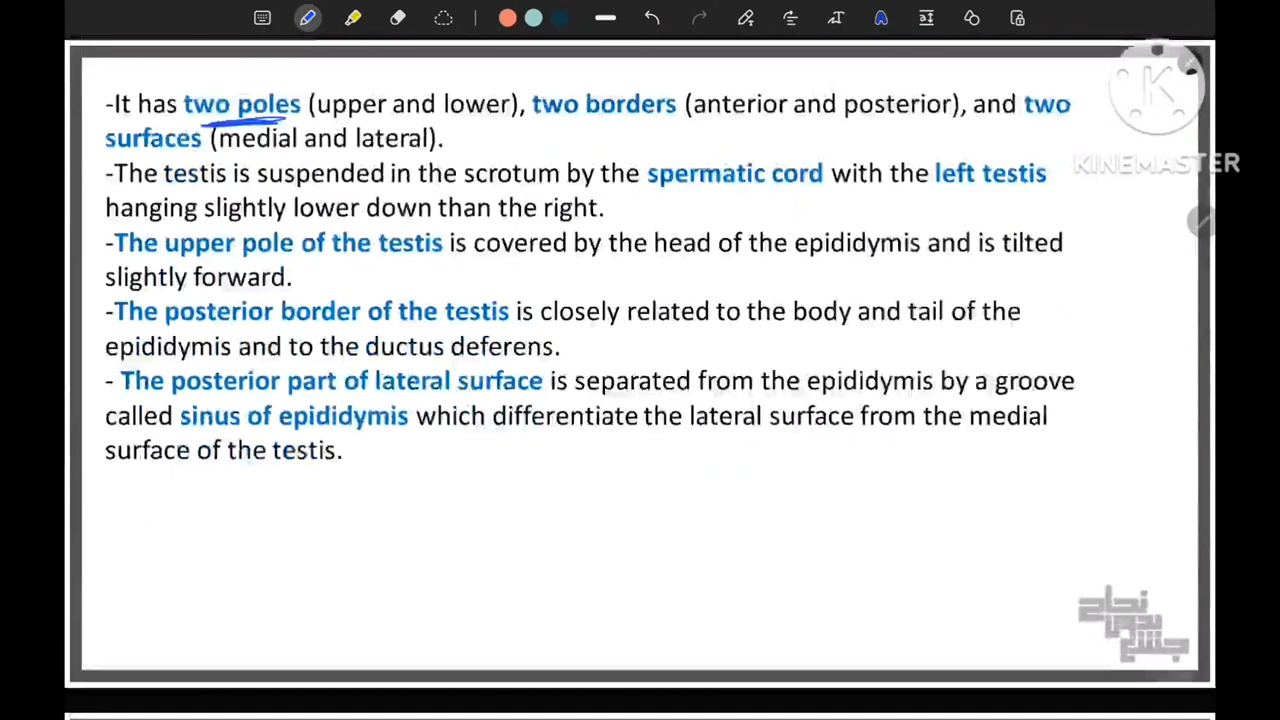 KINEMASTER
-It has two poles (upper and lower), two borders (anterior and posterior), and two
surfaces (medial and lateral).
-The testis is suspended in the scrotum by the spermatic cord with the left testis
hanging slightly lower down than the right.
-The upper pole of the testis is covered by the head of the epididymis and is tilted
slightly forward.
-The posterior border of the testis is closely related to the body and tail of the
epididymis and to the ductus deferens.
- The posterior part of lateral surface is separated from the epididymis by a groove
called sinus of epididymis which differentiate the lateral surface from the medial
surface of the testis.
نجاح
بدون